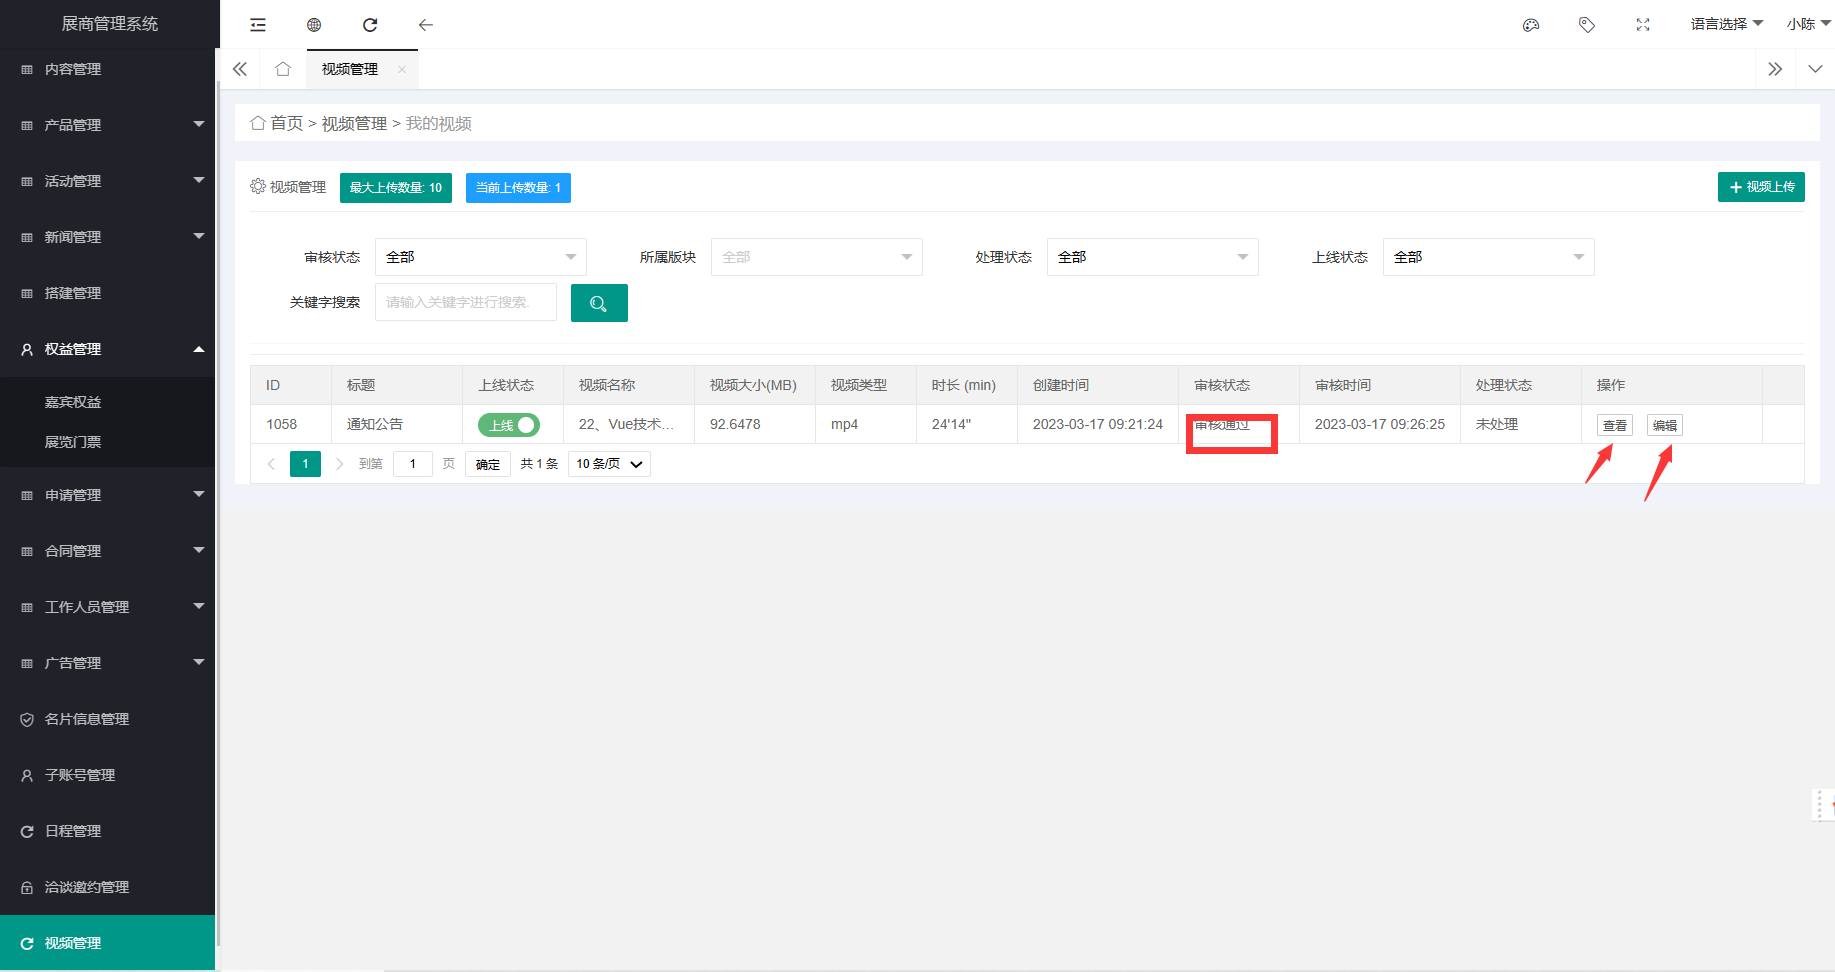 展商管理系统
语言选择
小陈
内容管理
产品管理
活动管理
新闻管理
搭建管理
权益管理
嘉宾权益
展览门票
申请管理
合同管理
工作人员管理
广告管理
名片信息管理
子账号管理
日程管理
洽谈邀约管理
视频管理
视频管理
首页 > 视频管理 > 我的视频
视频管理 最大上传数量: 10 当前上传数量: 1 视频上传
审核状态 全部 所属版块 全部 处理状态 全部 上线状态 全部
关键字搜索 请输入关键字进行搜索.
ID 标题 上线状态 视频名称 视频大小(MB) 视频类型 时长 (min) 创建时间 审核状态 审核时间 处理状态 操作
1058 通知公告 上线 22、Vue技术... 92.6478 mp4 24'14" 2023-03-17 09:21:24 审核通过 2023-03-17 09:26:25 未处理 查看 编辑
1 到第 1 页 确定 共 1 条 10 条/页